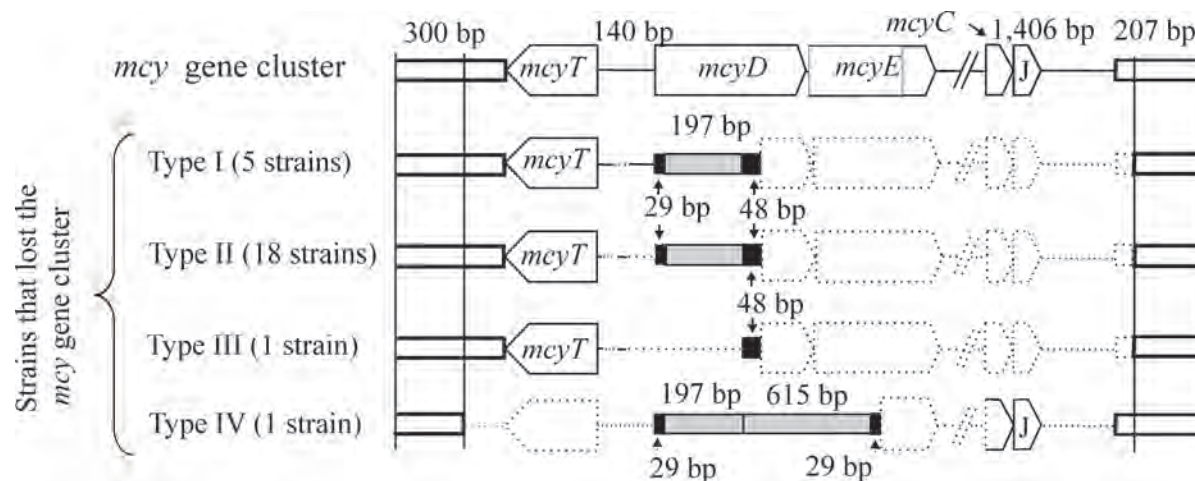 300 bp 140 bp mcyC 1,406 bp 207 bp
mcy gene cluster mcyT mcyD mcyE J
197 bp
Type I (5 strains) mcyT
29 bp 48 bp
Type II (18 strains) mcyT
48 bp
Type III (1 strain) mcyT
197 bp 615 bp
Type IV (1 strain) J
29 bp 29 bp
Strains that lost the
mcy gene cluster